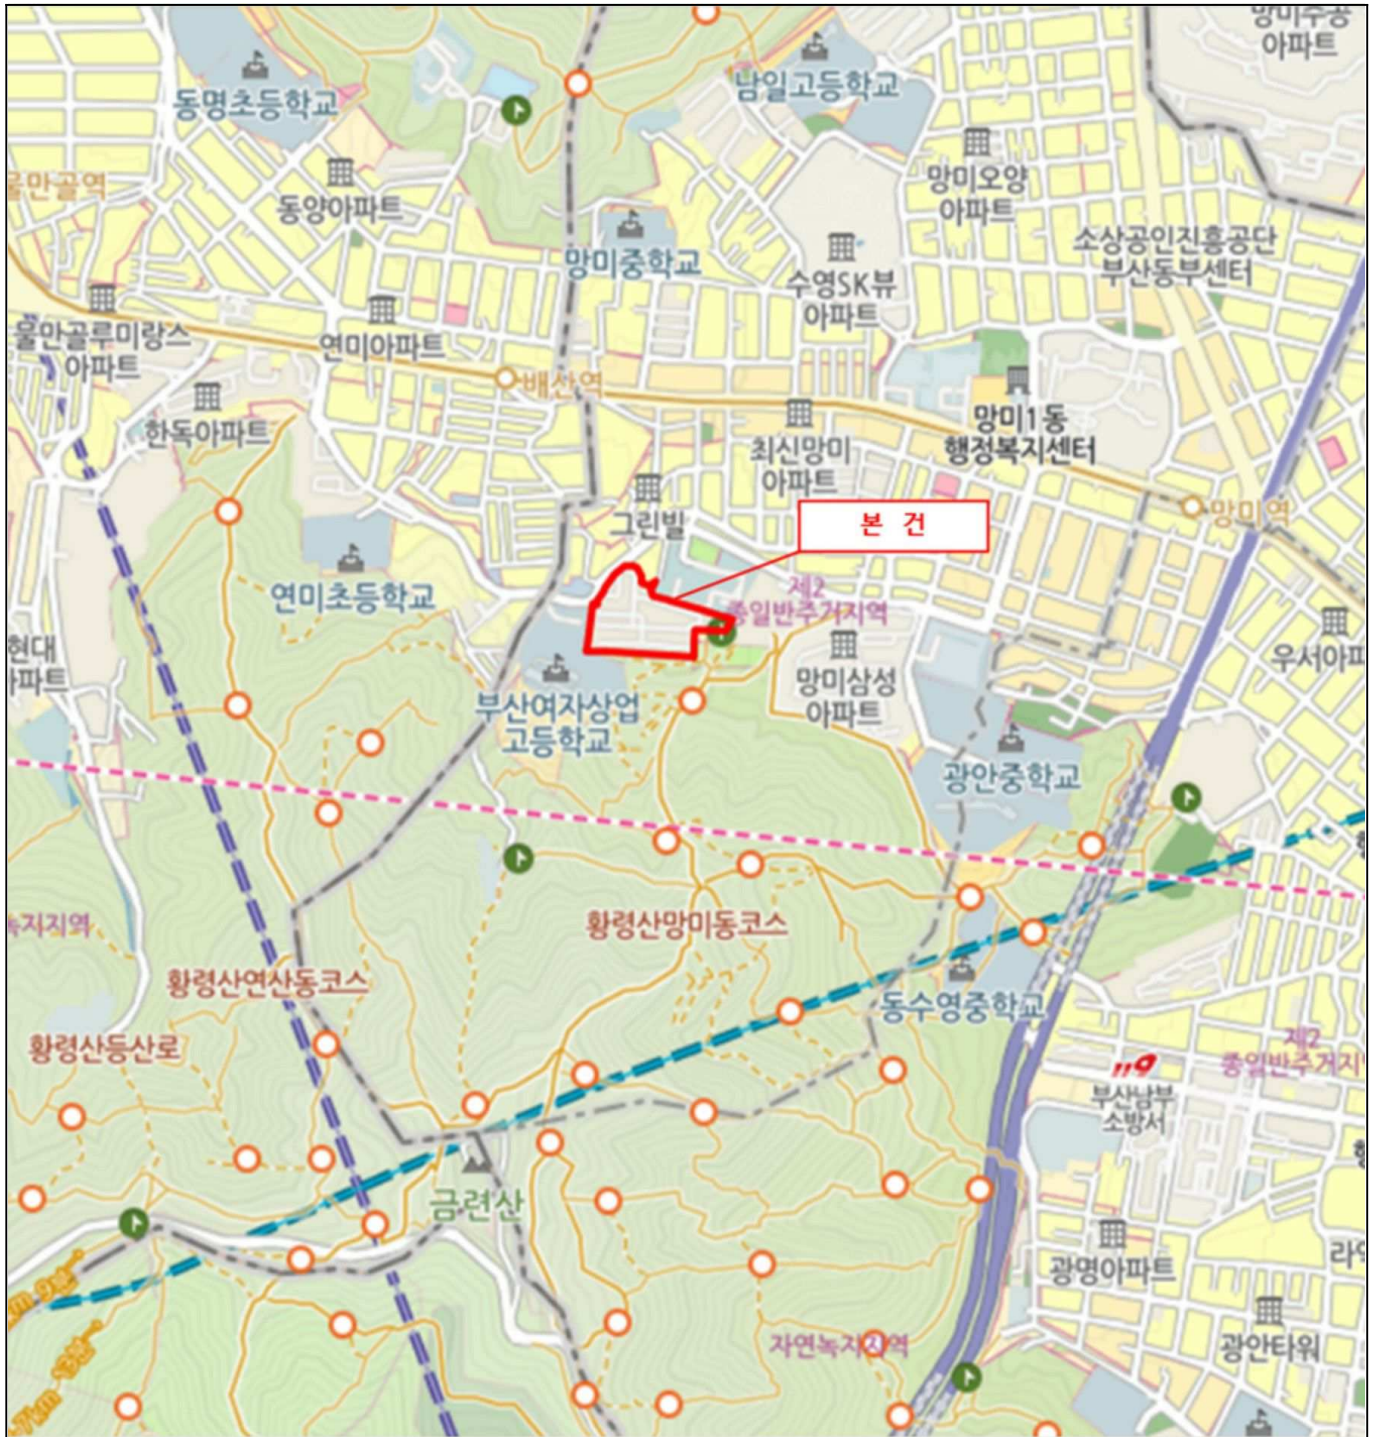 망미주공
아파트
동명초등학교
남일고등학교
물만골역
동양아파트
망미오양
아파트
망미중학교
소상공인진흥공단
부산동부센터
수영SK뷰
아파트
물만골루미랑스
아파트
연미아파트
배산역
한독아파트
망미1동
행정복지센터
최신망미
아파트
그린빌
망미역
본 건
연미초등학교
제2
종일반주거지역
현대
아파트
망미삼성
아파트
우서아파
부산여자상업
고등학교
광안중학교
녹지지역
황령산망미동코스
황령산연산동코스
동수영중학교
황령산등산로
제2
종일반주거지역
119
부산남부
소방서
금련산
광명아파트
자연녹지지역
광안타워